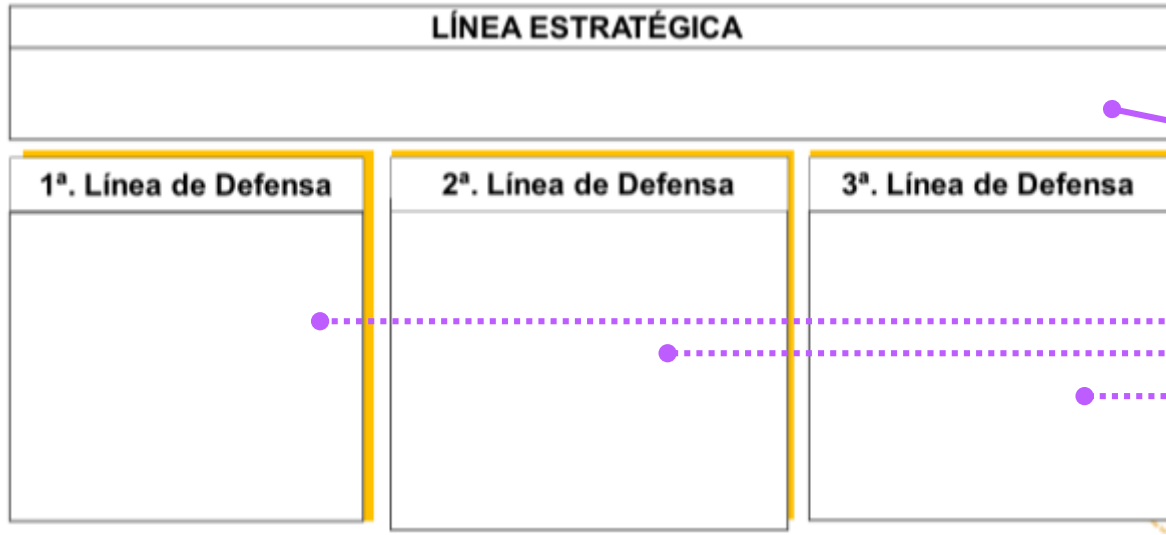 LÍNEA ESTRATÉGICA
1ª. Línea de Defensa
2ª. Línea de Defensa
3ª. Línea de Defensa